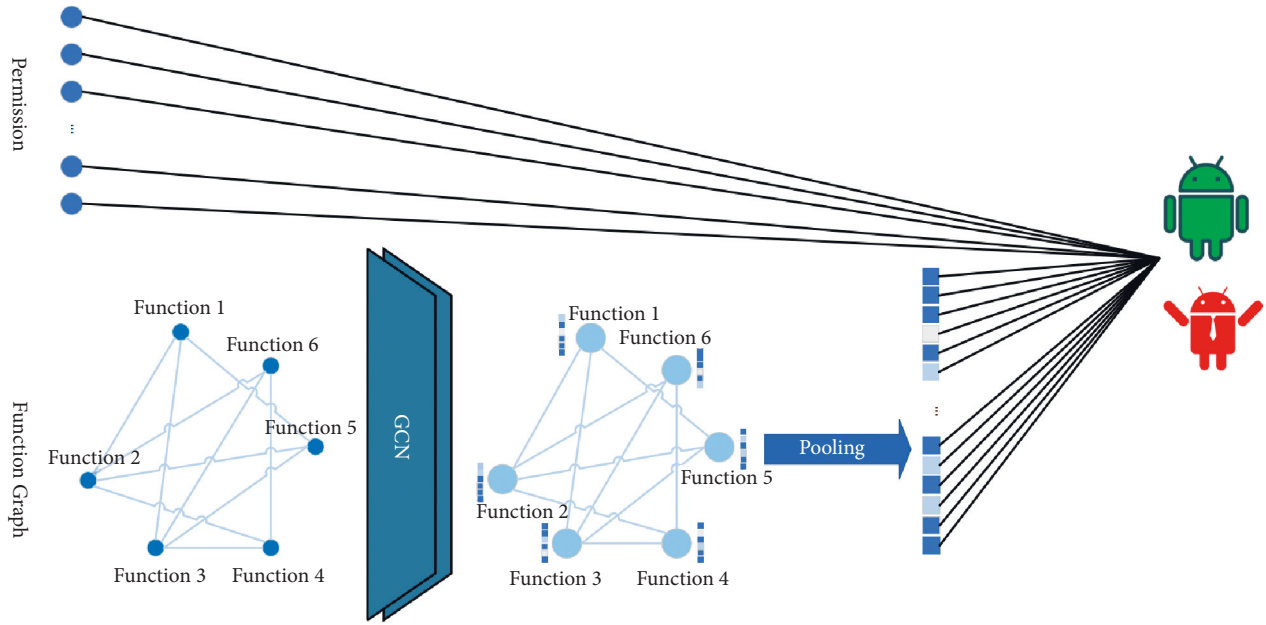 Permission
...
Function Graph
Function 1
Function 6
Function 5
Function 2
Function 3
Function 4
GCN
Function 1
Function 6
Function 5
Function 2
Function 3
Function 4
Pooling
...